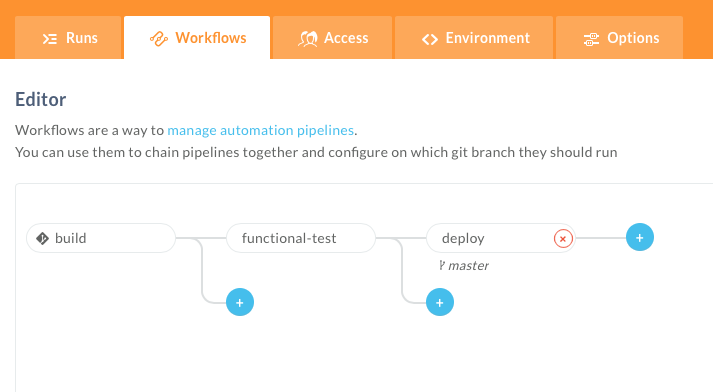 Runs Workflows Access Environment Options
Editor
Workflows are a way to manage automation pipelines.
You can use them to chain pipelines together and configure on which git branch they should run
build functional-test deploy × +
master
+ +